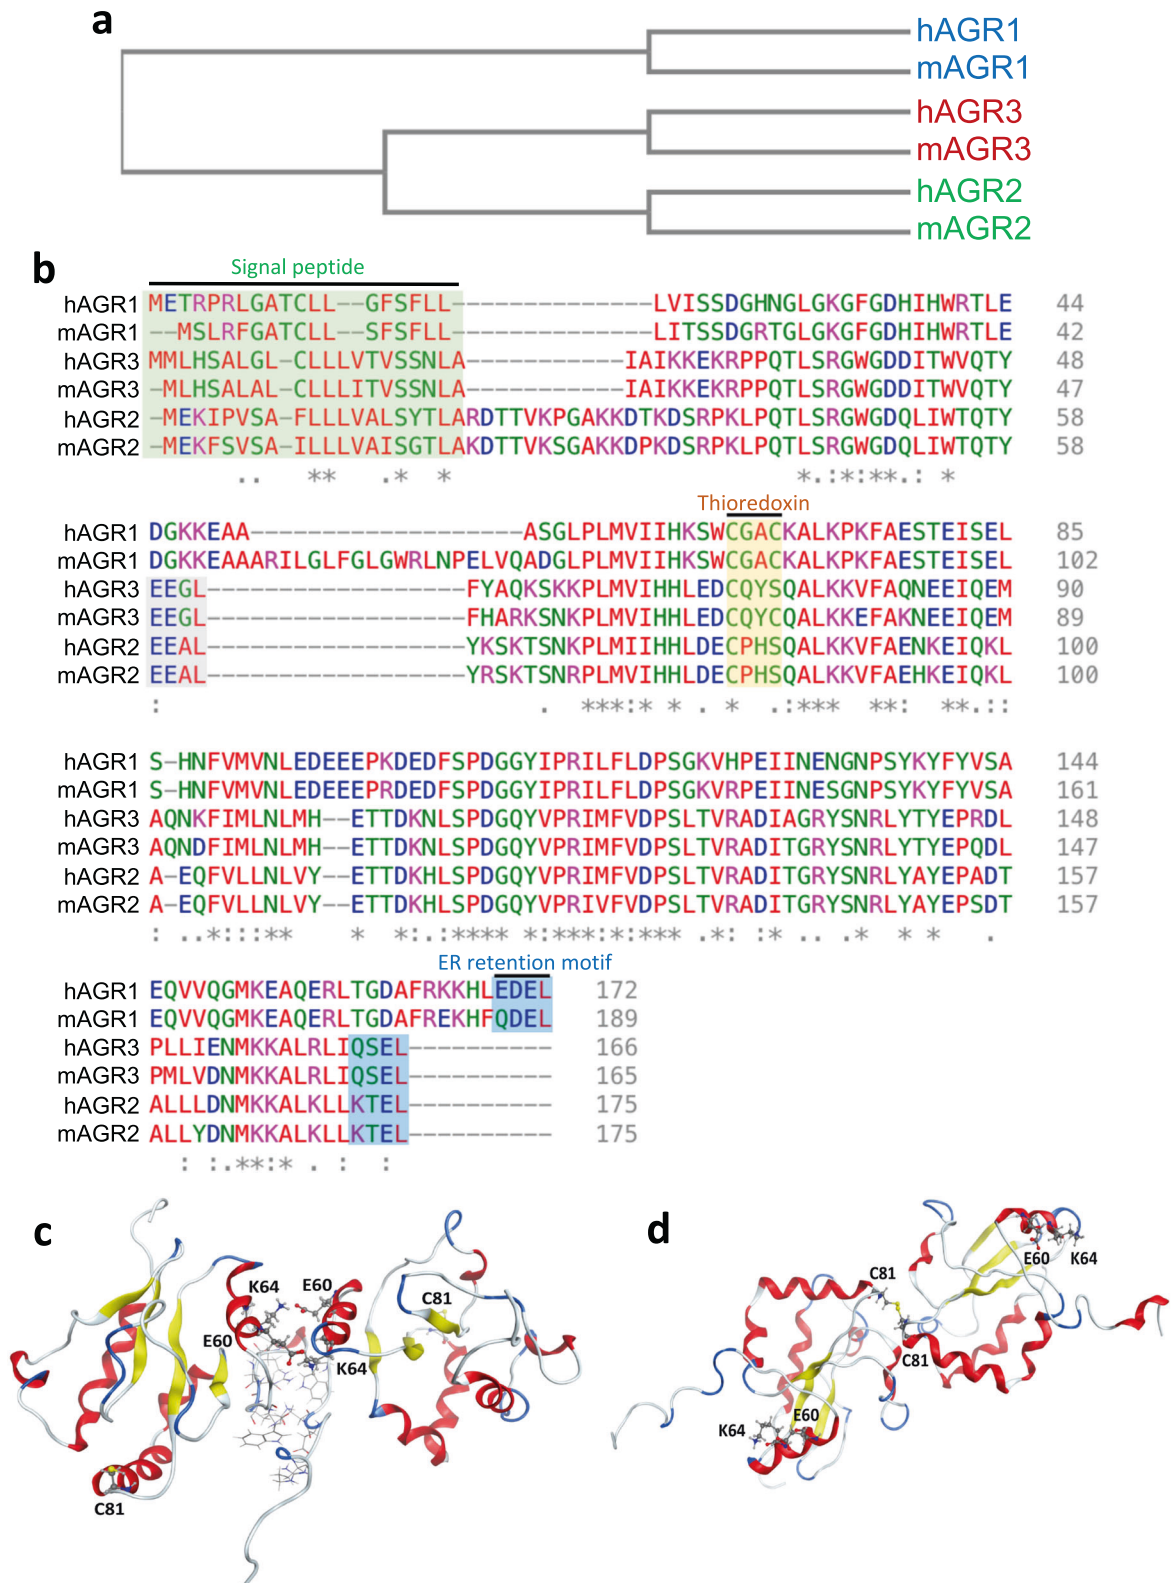 a
hAGR1
mAGR1
hAGR3
mAGR3
hAGR2
mAGR2
b
Signal peptide
hAGR1 METRPRLGATCLL--GFSFLL--------------LVISSDGHNGLGKGFGDHIHWRTLE 44
mAGR1 --MSLRFGATCLL--SFSFLL--------------LITSSDGRTGLGKGFGDHIHWRTLE 42
hAGR3 MMLHSALGL-CLLLVTVSSNLA-----------IAIKKEKRPPQTLSRGWGDDITWVQTY 48
mAGR3 -MLHSALAL-CLLLITVSSNLA-----------IAIKKEKRPPQTLSRGWGDDITWVQTY 47
hAGR2 -MEKIPVSA-FLLLVALSYTLARDTTVKPGAKKDTKDSRPKLPQTLSRGWGDQLIWTQTY 58
mAGR2 -MEKFSVSA-ILLLVAISGTLAKDTTVKSGAKKDPKDSRPKLPQTLSRGWGDQLIWTQTY 58
.. ** .* * *.:*:**.: *
Thioredoxin
hAGR1 DGKKEAA-------------------ASGLPLMVIIHKSWCGACKALKPKFAESTEISEL 85
mAGR1 DGKKEAAARILGLFGLGWRLNPELVQADGLPLMVIIHKSWCGACKALKPKFAESTEISEL 102
hAGR3 EEGL------------------FYAQKSKKPLMVIHHLEDCQYSQALKKVFAQNEEIQEM 90
mAGR3 EEGL------------------FHARKSNKPLMVIHHLEDCQYCQALKKEFAKNEEIQEM 89
hAGR2 EEAL------------------YKSKTSNKPLMIIHHLDECPHSQALKKVFAENKEIQKL 100
mAGR2 EEAL------------------YRSKTSNRPLMIIHHLDECPHSQALKKVFAEHKEIQKL 100
: . ***:* * . * .:*** **: **.::
hAGR1 S-HNFVMVNLEDEEEPKDEDFSPDGGYIPRILFLDPSGKVHPEIINENGNPSYKYFYVSA 144
mAGR1 S-HNFVMVNLEDEEEPRDEDFSPDGGYIPRILFLDPSGKVRPEIINESGNPSYKYFYVSA 161
hAGR3 AQNKFIMLNLMH--ETTDKNLSPDGQYVPRIMFVDPSLTVRADIAGRYSNRLYTYEPRDL 148
mAGR3 AQNDFIMLNLMH--ETTDKNLSPDGQYVPRIMFVDPSLTVRADITGRYSNRLYTYEPQDL 147
hAGR2 A-EQFVLLNLVY--ETTDKHLSPDGQYVPRIMFVDPSLTVRADITGRYSNRLYAYEPADT 157
mAGR2 A-EQFVLLNLVY--ETTDKHLSPDGQYVPRIVFVDPSLTVRADITGRYSNRLYAYEPSDT 157
: ..*:::** * *:.:**** *:***:*:*** .*: :* .. .* * * .
ER retention motif
hAGR1 EQVVQGMKEAQERLTGDAFRKKHLEDEL 172
mAGR1 EQVVQGMKEAQERLTGDAFREKHFQDEL 189
hAGR3 PLLIENMKKALRLIQSEL---------- 166
mAGR3 PMLVDNMKKALRLIQSEL---------- 165
hAGR2 ALLLDNMKKALKLLKTEL---------- 175
mAGR2 ALLYDNMKKALKLLKTEL---------- 175
: :.**:* . : :
c
K64
E60
E60
K64
C81
C81
d
E60
K64
C81
C81
K64
E60